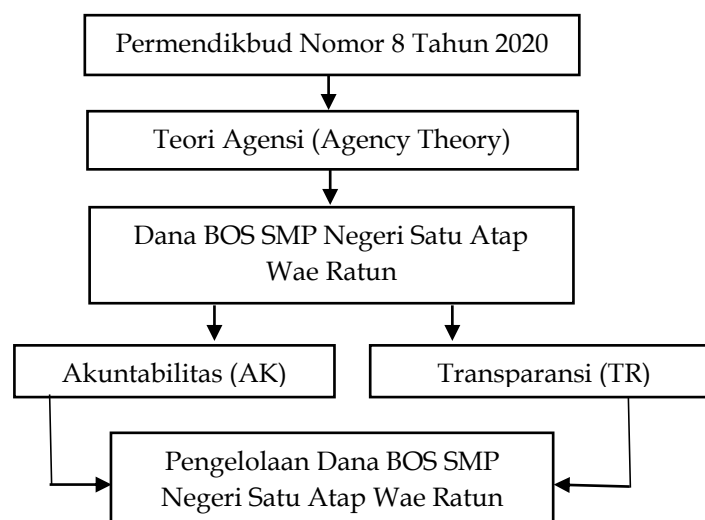 Permendikbud Nomor 8 Tahun 2020
Teori Agensi (Agency Theory)
Dana BOS SMP Negeri Satu Atap
Wae Ratun
Akuntabilitas (AK)
Transparansi (TR)
Pengelolaan Dana BOS SMP
Negeri Satu Atap Wae Ratun